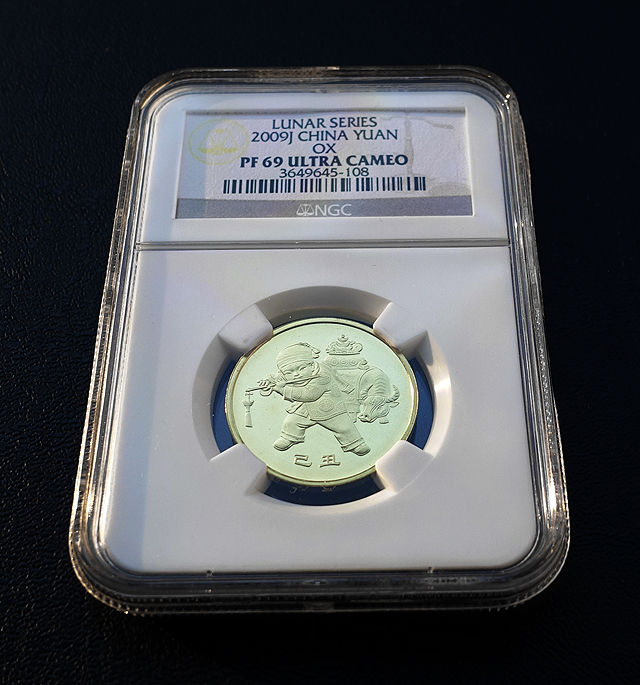 LUNAR SERIES
2009J CHINA YUAN
OX
PF 69 ULTRA CAMEO
3649645-108
NGC
己丑